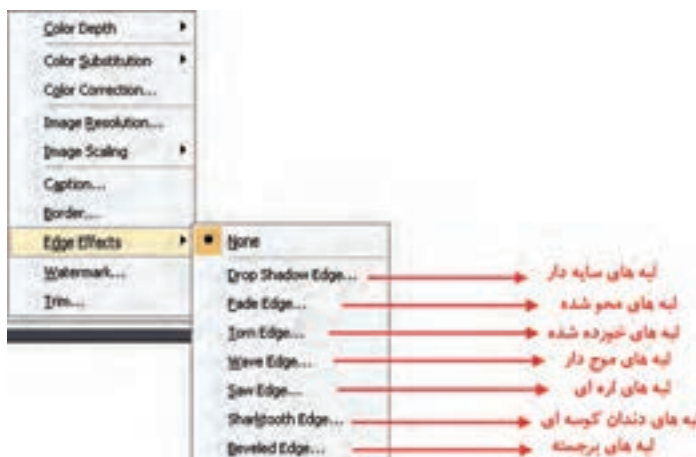 Color Depth
Color Substitution
Color Correction...
Image Resolution...
Image Scaling
Caption...
Border...
Edge Effects
Watermark...
Trim...
None
Drop Shadow Edge... لبه های سایه دار
Fade Edge... لبه های محو شده
Torn Edge... لبه های خورده شده
Wave Edge... لبه های موج دار
Saw Edge... لبه های اره ای
Sharktooth Edge... لبه های دندان کوسه ای
Beveled Edge... لبه های برجسته